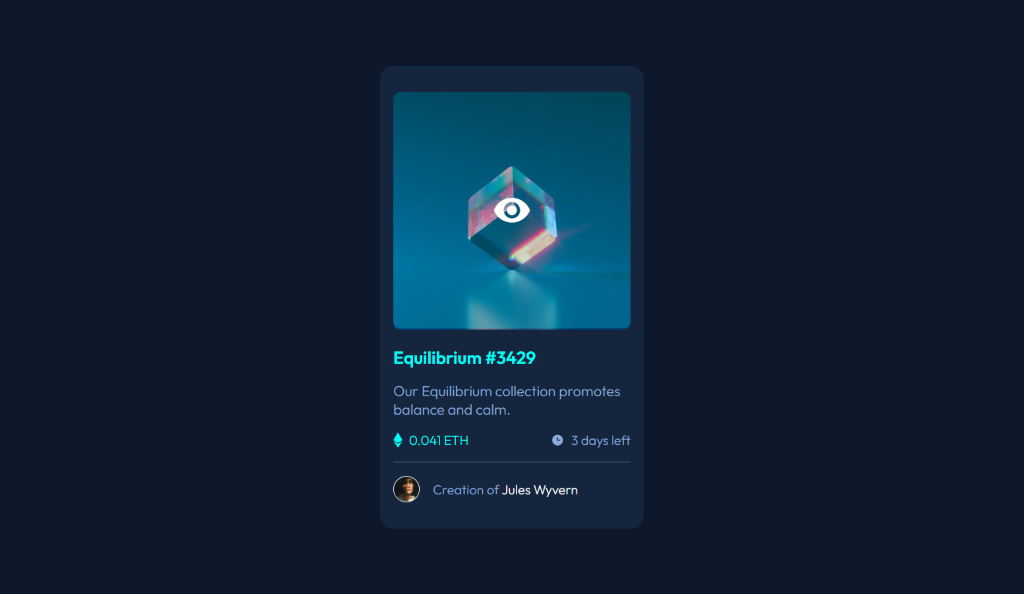 Equilibrium #3429
Our Equilibrium collection promotes
balance and calm.
0.041 ETH
3 days left
Creation of Jules Wyvern